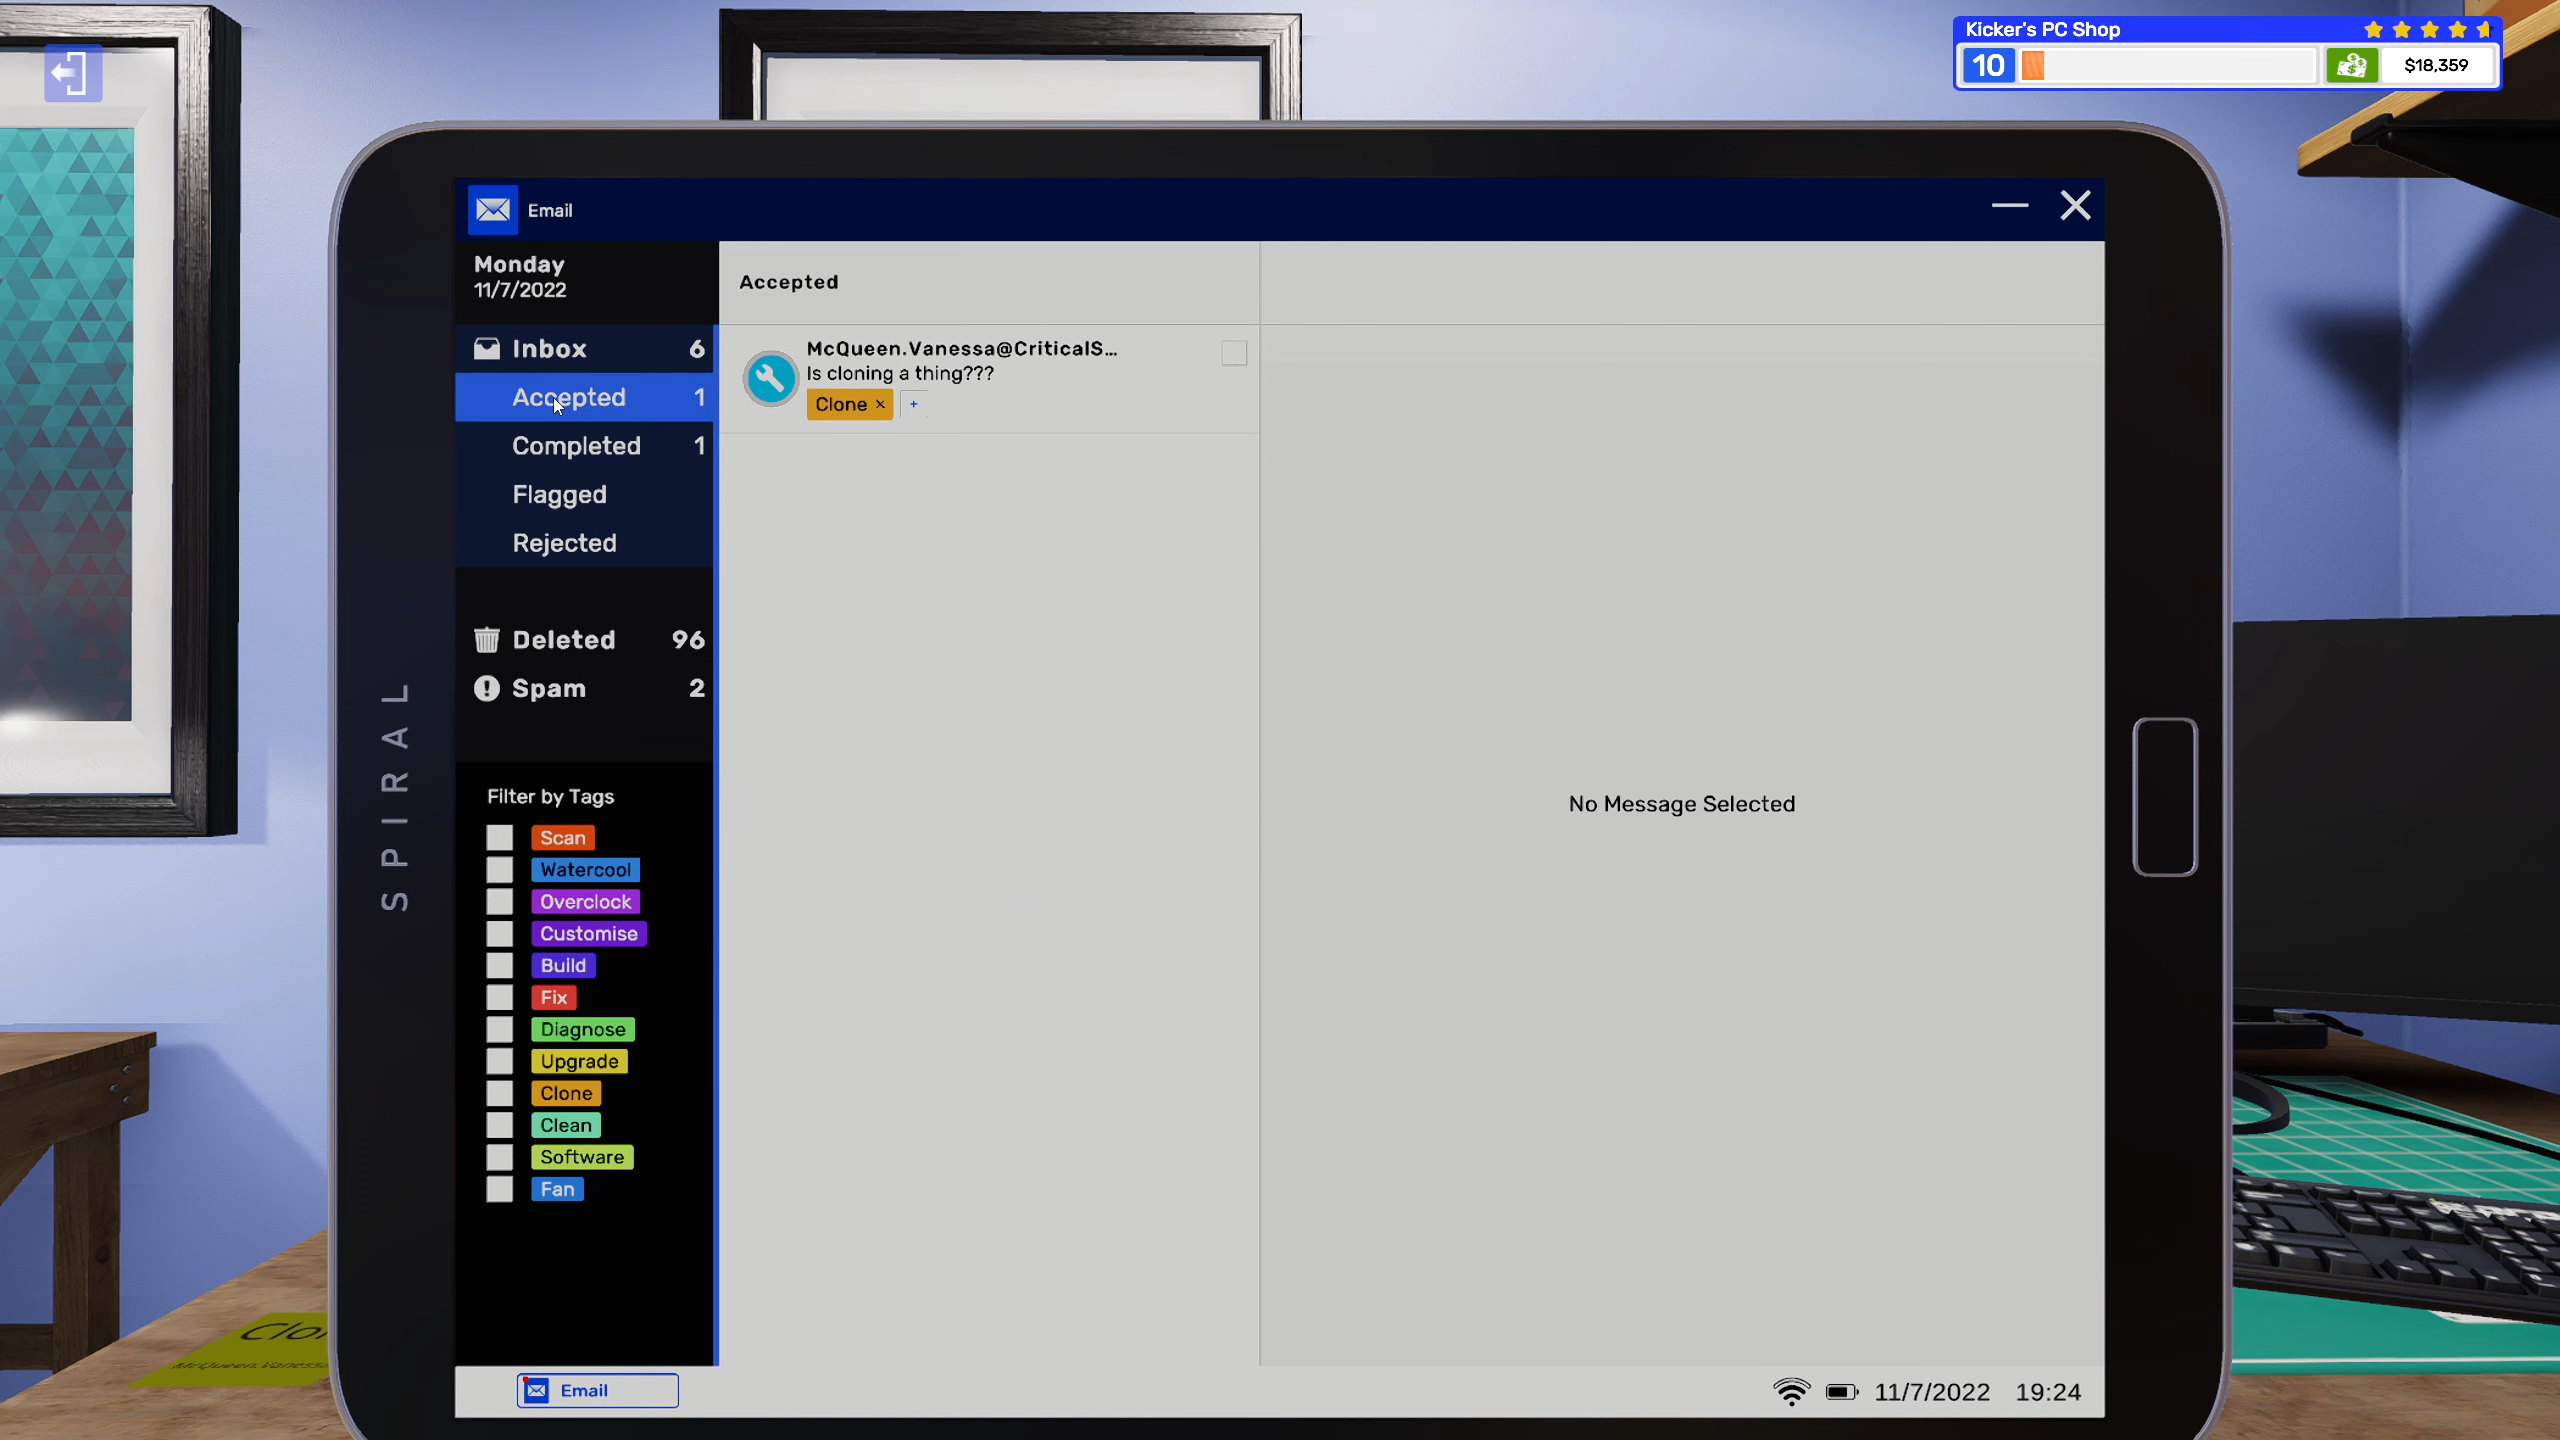 Kicker's PC Shop
10
$18,359
Email
Monday
11/7/2022
Inbox 6
Accepted 1
Completed 1
Flagged
Rejected
Deleted 96
Spam 2
Filter by Tags
Scan
Watercool
Overclock
Customise
Build
Fix
Diagnose
Upgrade
Clone
Clean
Software
Fan
Accepted
McQueen.Vanessa@CriticalS...
Is cloning a thing???
Clone × +
No Message Selected
SPIRAL
Email
11/7/2022 19:24
McQueen.Vanessa